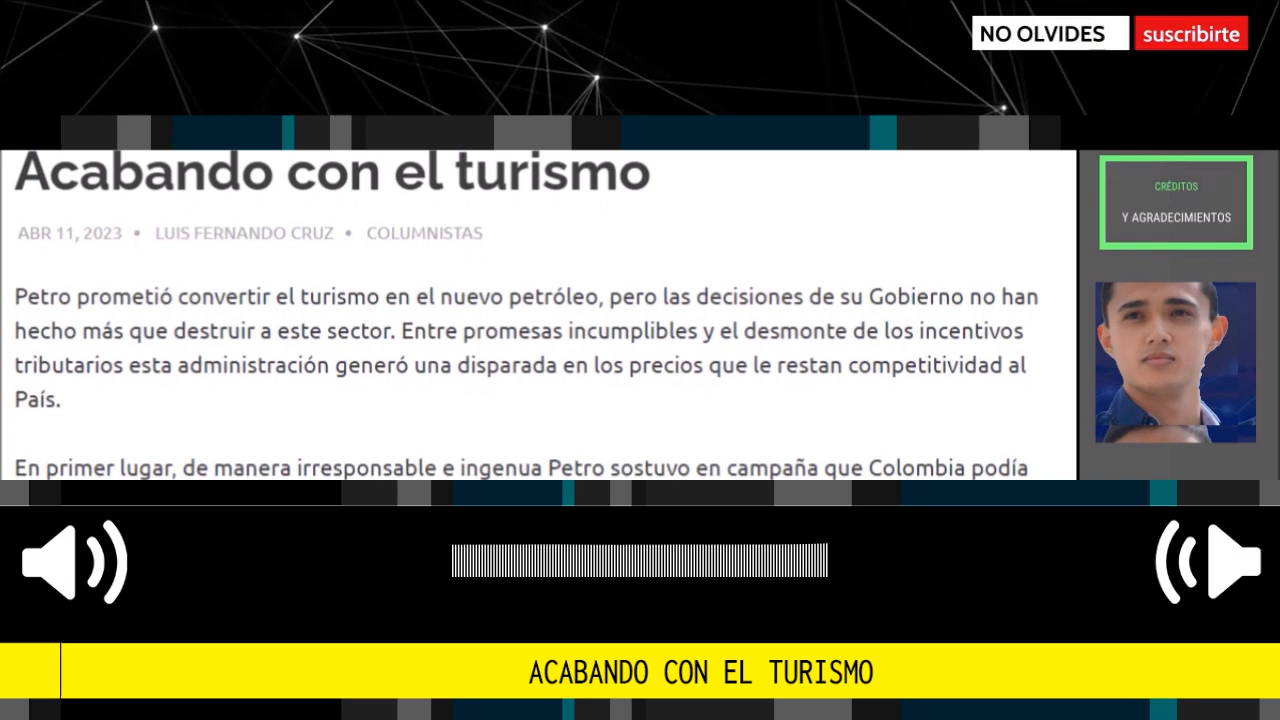 NO OLVIDES suscribirte
Acabando con el turismo
ABR 11, 2023 • LUIS FERNANDO CRUZ • COLUMNISTAS
Petro prometió convertir el turismo en el nuevo petróleo, pero las decisiones de su Gobierno no han
hecho más que destruir a este sector. Entre promesas incumplibles y el desmonte de los incentivos
tributarios esta administración generó una disparada en los precios que le restan competitividad al
País.
En primer lugar, de manera irresponsable e ingenua Petro sostuvo en campaña que Colombia podía
CRÉDITOS
Y AGRADECIMIENTOS
ACABANDO CON EL TURISMO